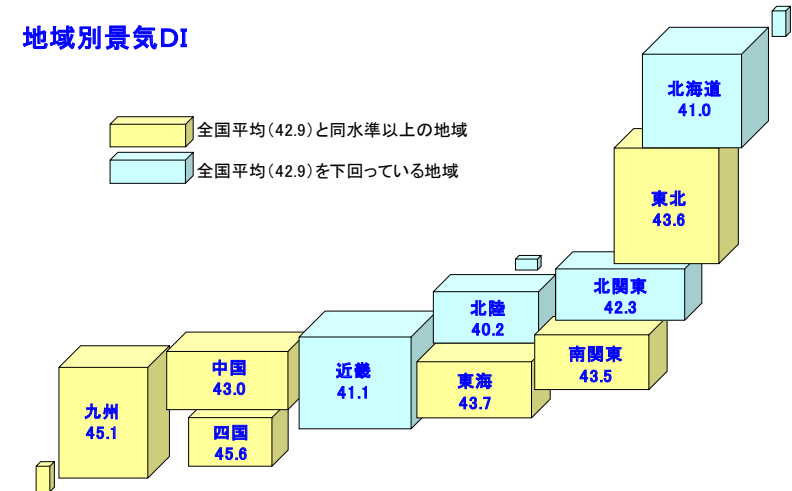 地域別景気DI
全国平均(42.9)と同水準以上の地域
全国平均(42.9)を下回っている地域
北海道
41.0
東北
43.6
北関東
42.3
北陸
40.2
南関東
43.5
中国
43.0
近畿
41.1
東海
43.7
九州
45.1
四国
45.6